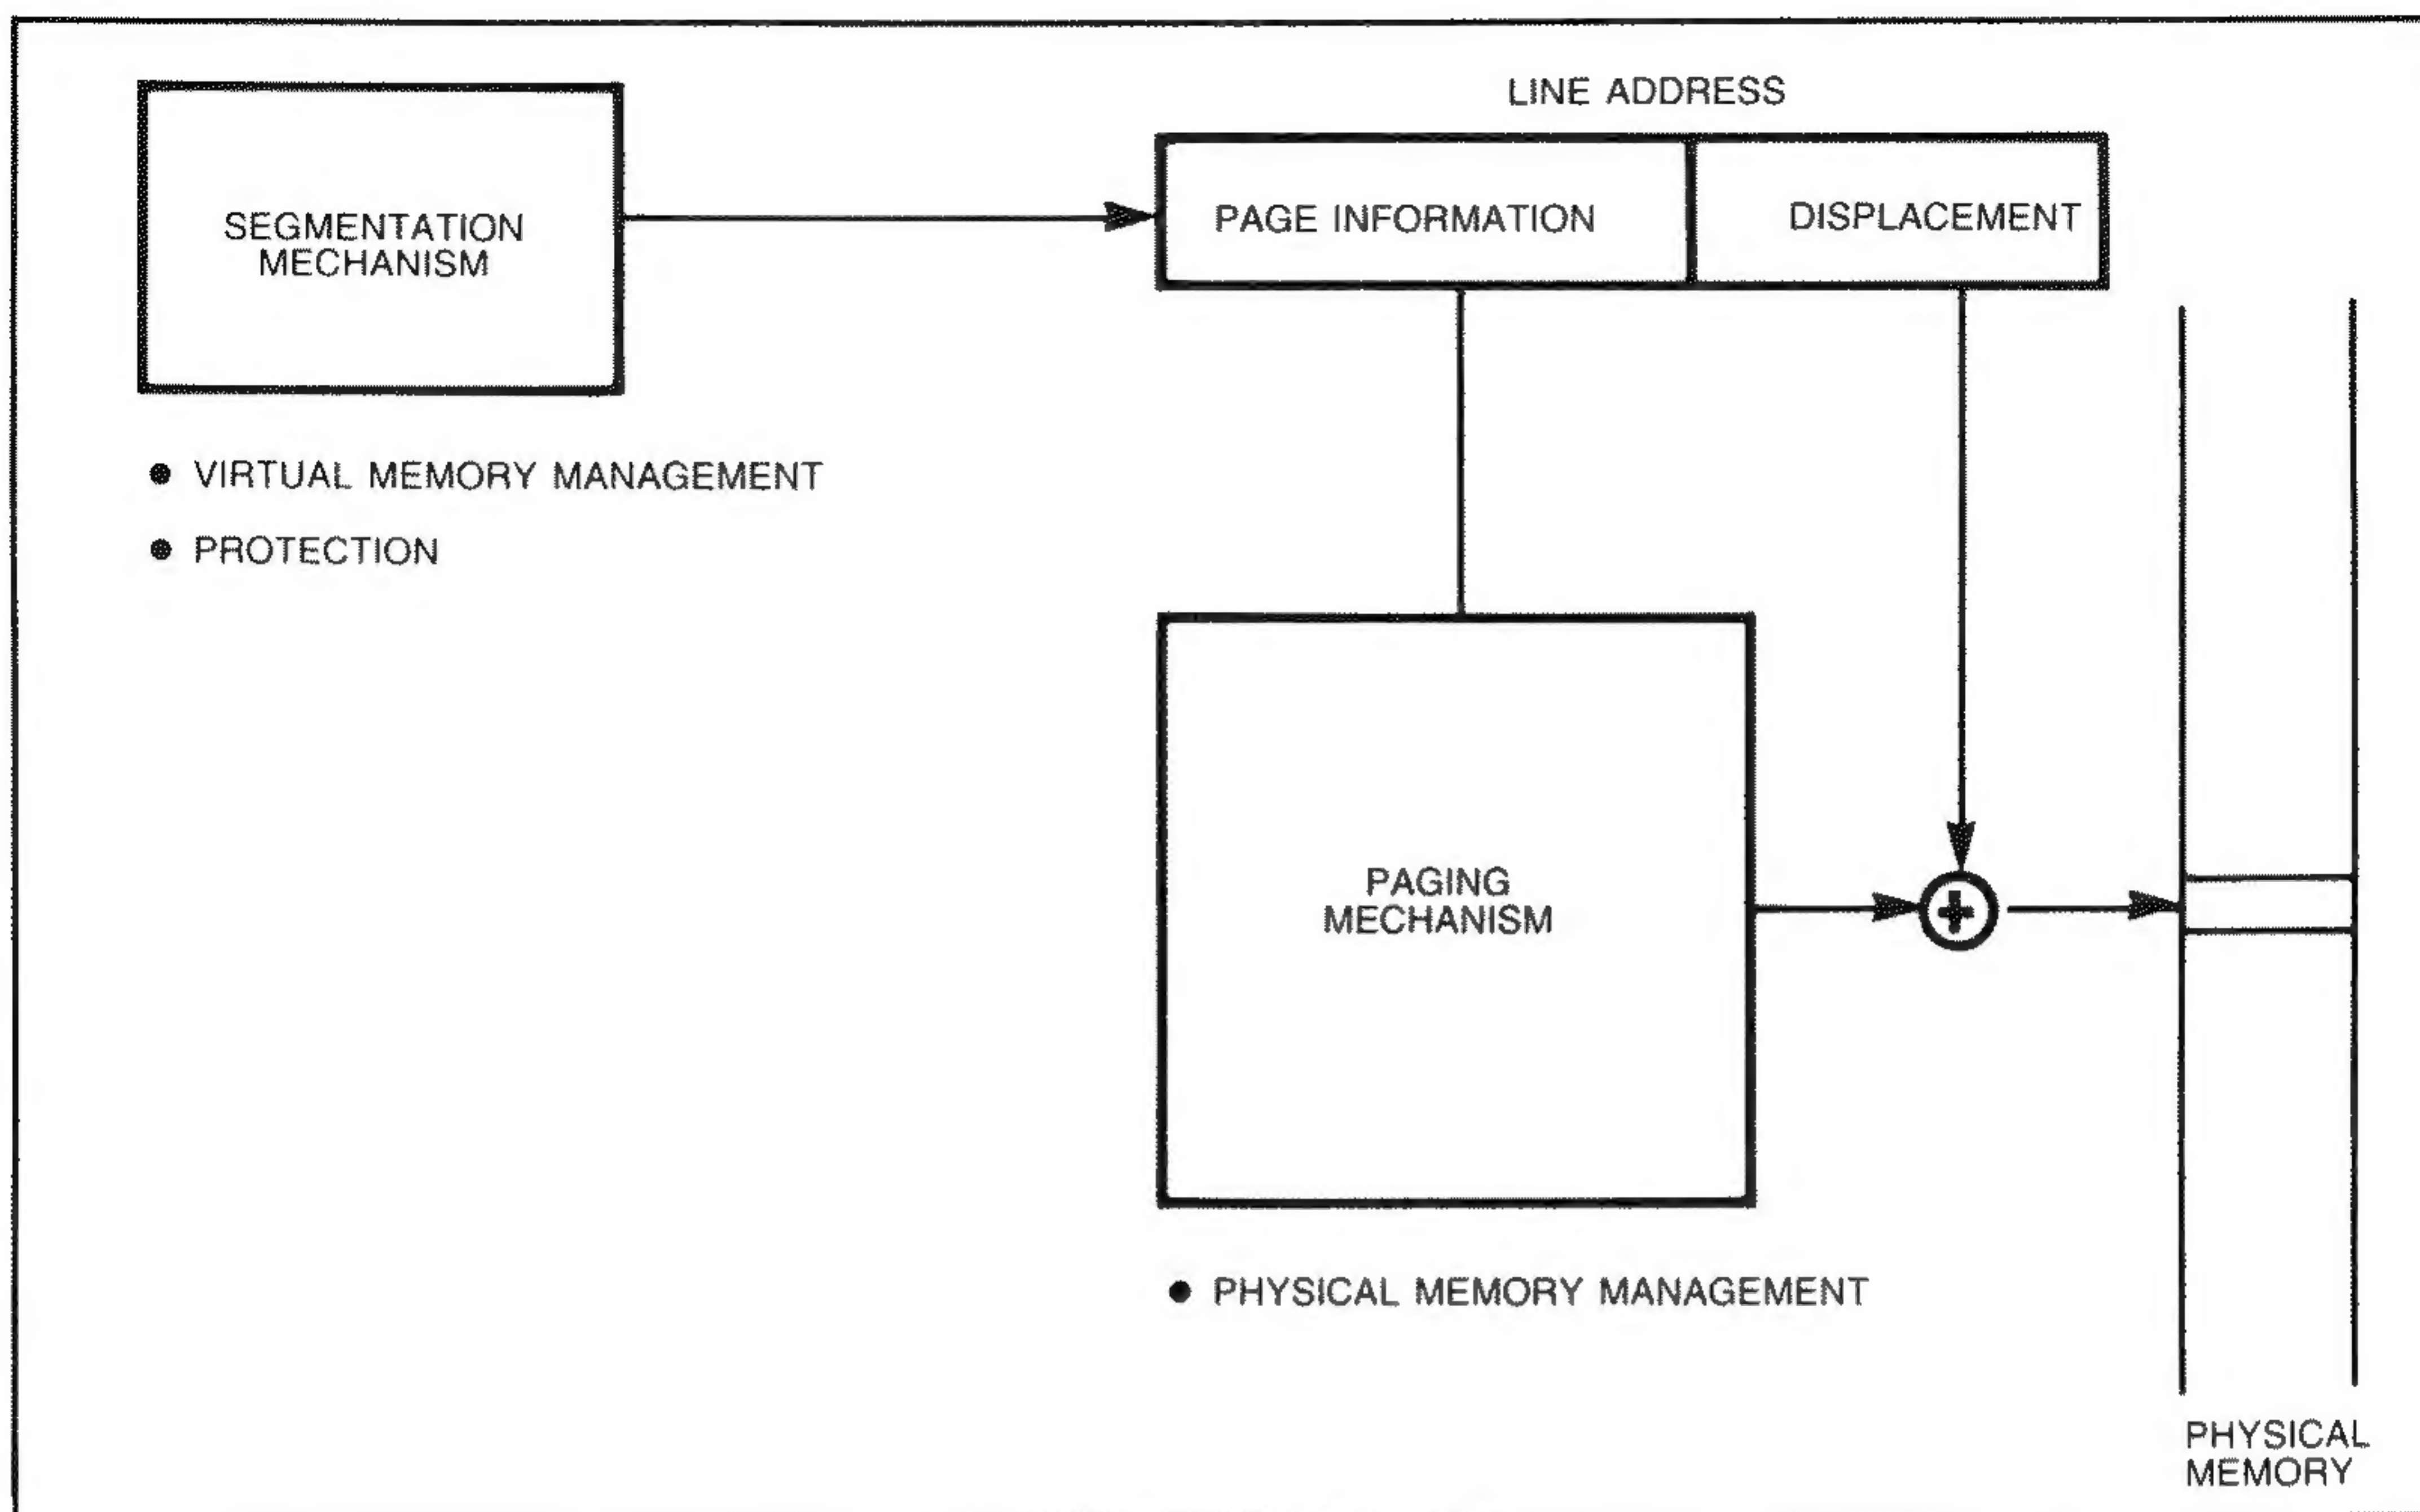 LINE ADDRESS
SEGMENTATION
MECHANISM
PAGE INFORMATION
DISPLACEMENT
● VIRTUAL MEMORY MANAGEMENT
● PROTECTION
PAGING
MECHANISM
+
● PHYSICAL MEMORY MANAGEMENT
PHYSICAL
MEMORY